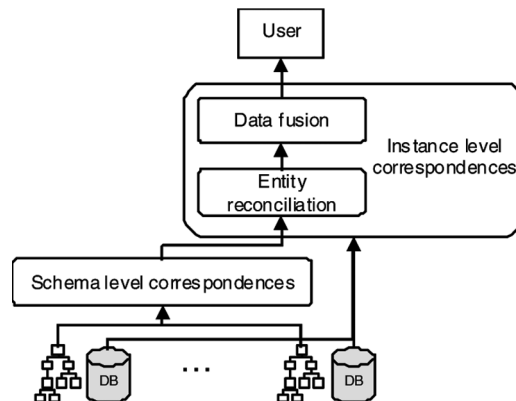 User
Data fusion
Instance level
correspondences
Entity
reconciliation
Schema level correspondences
DB
...
DB